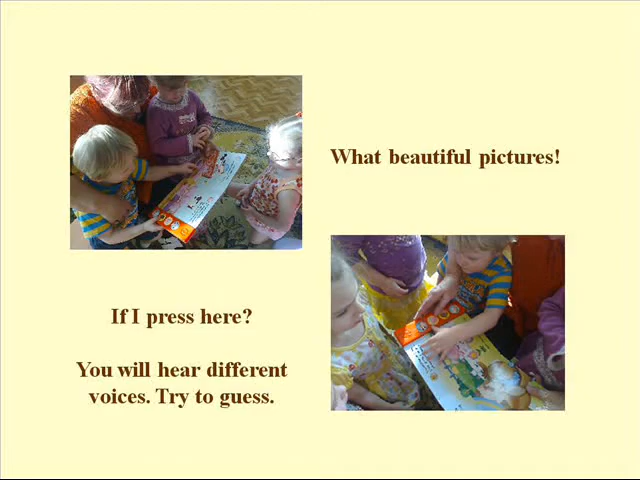 What beautiful pictures!
If I press here?
You will hear different
voices. Try to guess.